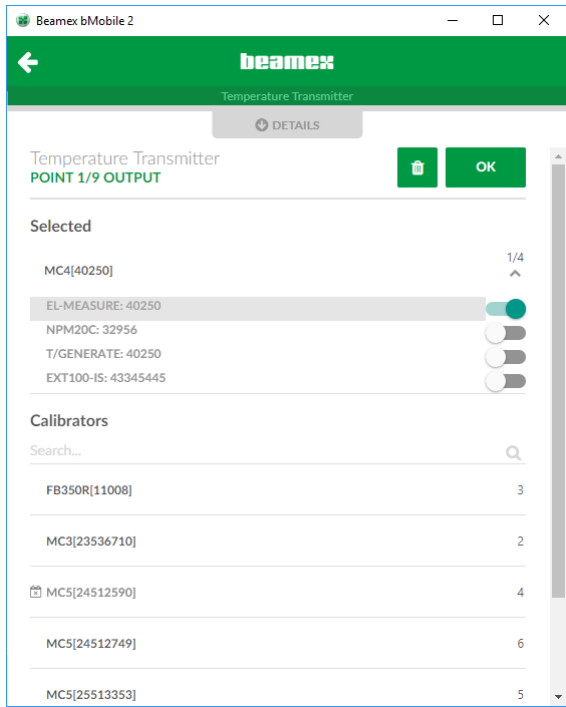 Beamex bMobile 2
beamex
Temperature Transmitter
DETAILS
Temperature Transmitter
POINT 1/9 OUTPUT
OK
Selected
1/4
MC4[40250]
EL-MEASURE: 40250
NPM20C: 32956
T/GENERATE: 40250
EXT100-IS: 43345445
Calibrators
Search...
FB350R[11008] 3
MC3[23536710] 2
MC5[24512590] 4
MC5[24512749] 6
MC5[25513353] 5